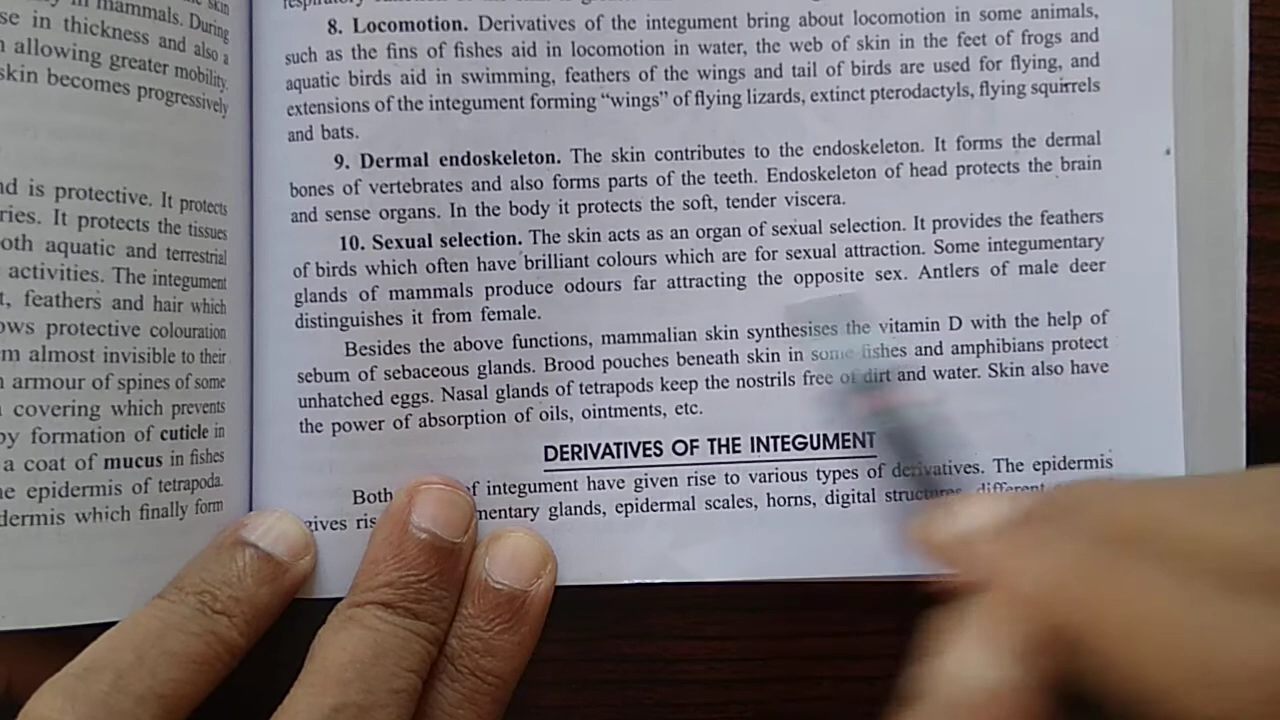 skin
in mammals. During
se in thickness and also a
allowing greater mobility.
skin becomes progressively
nd is protective. It protects
ries. It protects the tissues
oth aquatic and terrestrial
activities. The integument
t, feathers and hair which
ows protective colouration
m almost invisible to their
armour of spines of some
covering which prevents
by formation of cuticle in
a coat of mucus in fishes
he epidermis of tetrapoda.
dermis which finally form
8. Locomotion. Derivatives of the integument bring about locomotion in some animals,
such as the fins of fishes aid in locomotion in water, the web of skin in the feet of frogs and
aquatic birds aid in swimming, feathers of the wings and tail of birds are used for flying, and
extensions of the integument forming “wings” of flying lizards, extinct pterodactyls, flying squirrels
and bats.
9. Dermal endoskeleton. The skin contributes to the endoskeleton. It forms the dermal
bones of vertebrates and also forms parts of the teeth. Endoskeleton of head protects the brain
and sense organs. In the body it protects the soft, tender viscera.
10. Sexual selection. The skin acts as an organ of sexual selection. It provides the feathers
of birds which often have brilliant colours which are for sexual attraction. Some integumentary
glands of mammals produce odours far attracting the opposite sex. Antlers of male deer
distinguishes it from female.
Besides the above functions, mammalian skin synthesises the vitamin D with the help of
sebum of sebaceous glands. Brood pouches beneath skin in some fishes and amphibians protect
unhatched eggs. Nasal glands of tetrapods keep the nostrils free of dirt and water. Skin also have
the power of absorption of oils, ointments, etc.
DERIVATIVES OF THE INTEGUMENT
Both of integument have given rise to various types of derivatives. The epidermis
gives ris mentary glands, epidermal scales, horns, digital structures, different